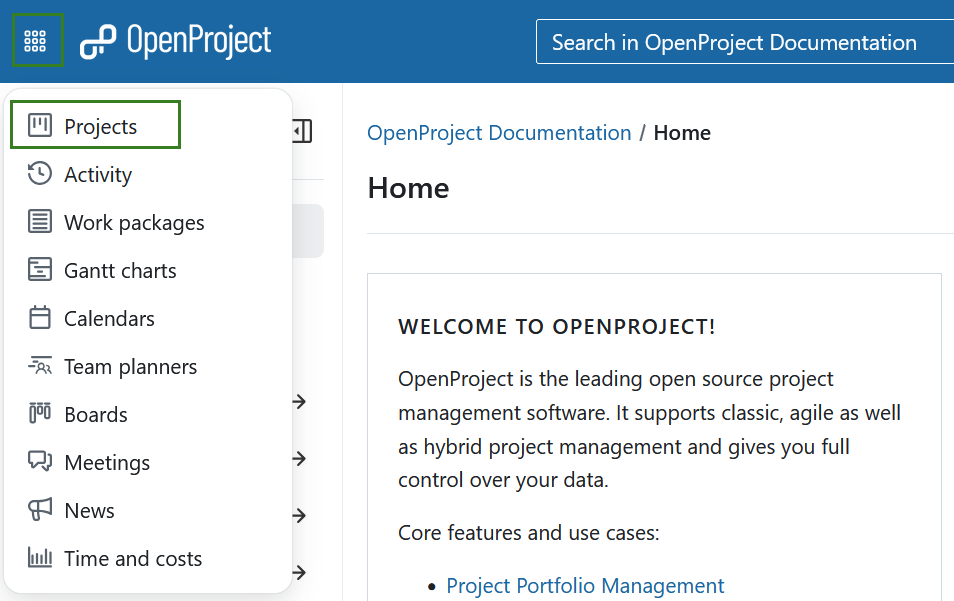 OpenProject
Search in OpenProject Documentation
Projects
Activity
Work packages
Gantt charts
Calendars
Team planners
Boards
Meetings
News
Time and costs
OpenProject Documentation / Home
Home
WELCOME TO OPENPROJECT!
OpenProject is the leading open source project
management software. It supports classic, agile as well
as hybrid project management and gives you full
control over your data.
Core features and use cases:
• Project Portfolio Management